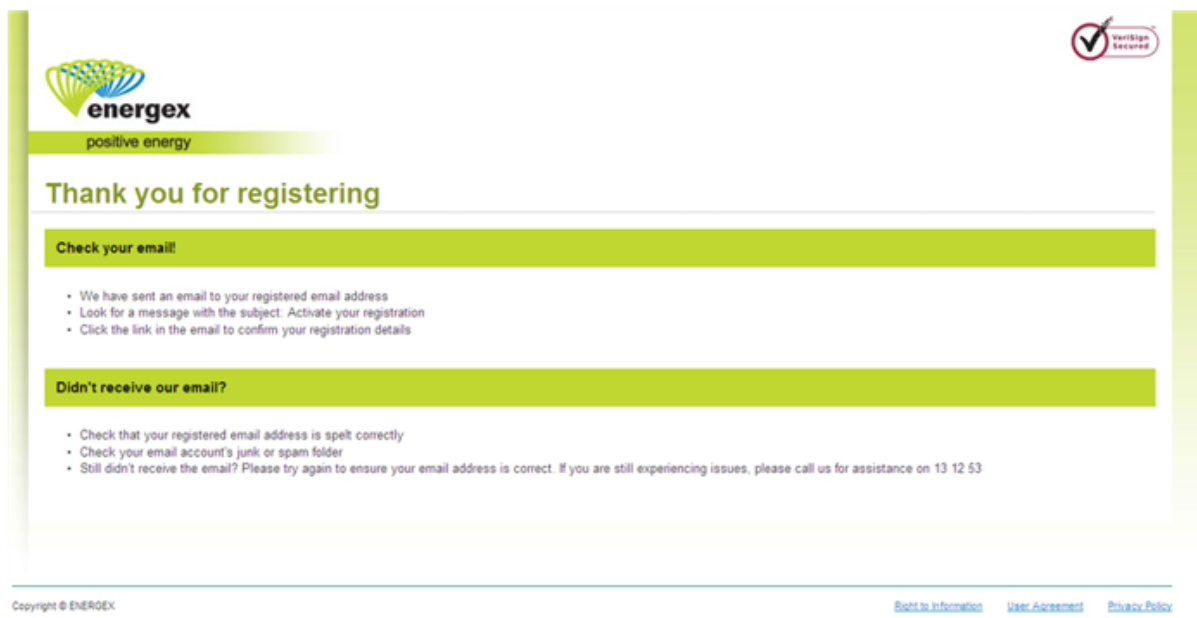 VeriSign
Secured
energex
positive energy
Thank you for registering
Check your email!
• We have sent an email to your registered email address
• Look for a message with the subject: Activate your registration
• Click the link in the email to confirm your registration details
Didn't receive our email?
• Check that your registered email address is spelt correctly
• Check your email account's junk or spam folder
• Still didn't receive the email? Please try again to ensure your email address is correct. If you are still experiencing issues, please call us for assistance on 13 12 53
Copyright © ENERGEX Right to Information User Agreement Privacy Policy